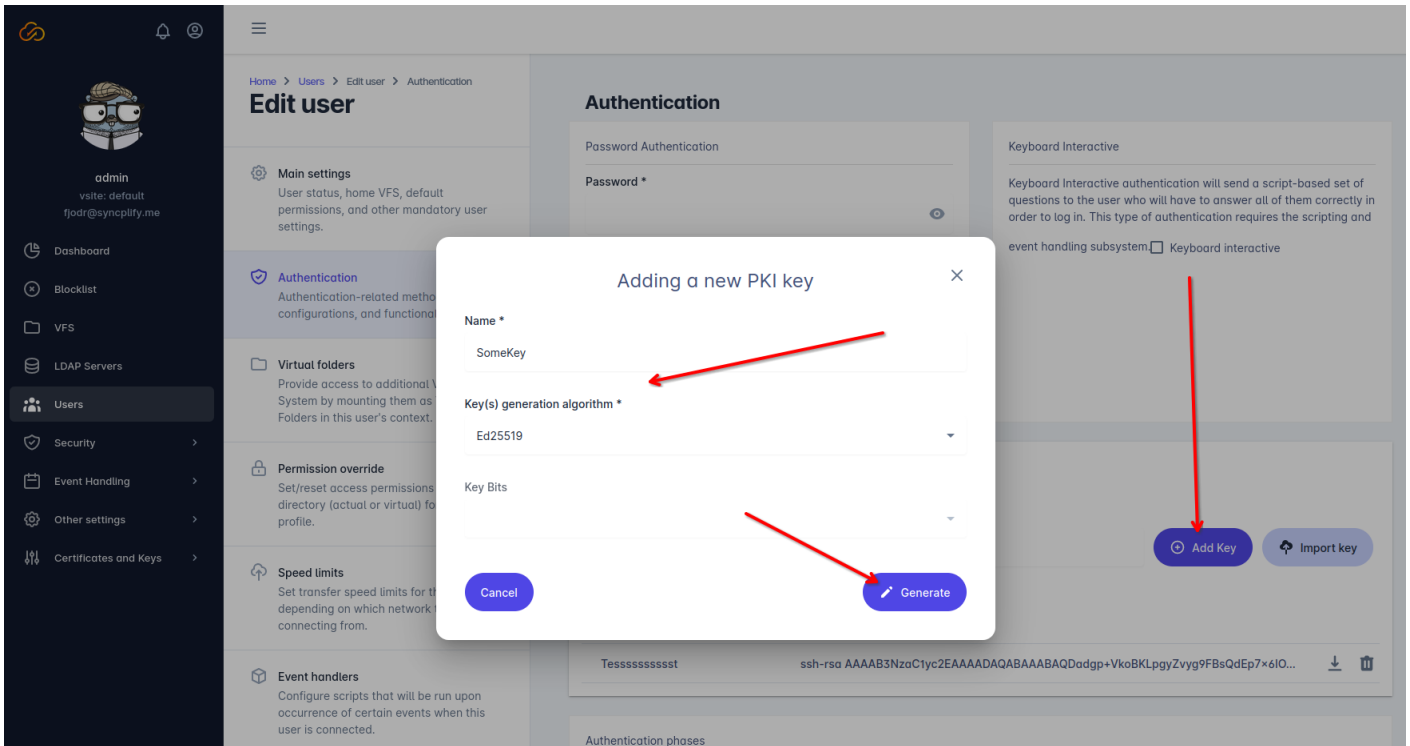 admin
vsite: default
fjodr@syncplify.me
Dashboard
Blocklist
VFS
LDAP Servers
Users
Security
Event Handling
Other settings
Certificates and Keys
Home > Users > Edit user > Authentication
Edit user
Main settings
User status, home VFS, default
permissions, and other mandatory user
settings.
Authentication
Authentication-related metho
configurations, and functional
Virtual folders
Provide access to additional
System by mounting them as
Folders in this user's context.
Permission override
Set/reset access permissions
directory (actual or virtual) fo
profile.
Speed limits
Set transfer speed limits for th
depending on which network
connecting from.
Event handlers
Configure scripts that will be run upon
occurrence of certain events when this
user is connected.
Authentication
Password Authentication
Password *
Keyboard Interactive
Keyboard Interactive authentication will send a script-based set of
questions to the user who will have to answer all of them correctly in
order to log in. This type of authentication requires the scripting and
event handling subsystem. Keyboard interactive
Adding a new PKI key
Name *
SomeKey
Key(s) generation algorithm *
Ed25519
Key Bits
Cancel
Generate
Add Key
Import key
Tesssssssssst ssh-rsa AAAAB3NzaC1yc2EAAAADAQABAAABAQDadgp+VkoBKLpgyZvyg9FBsQdEp7×6IO...
Authentication phases